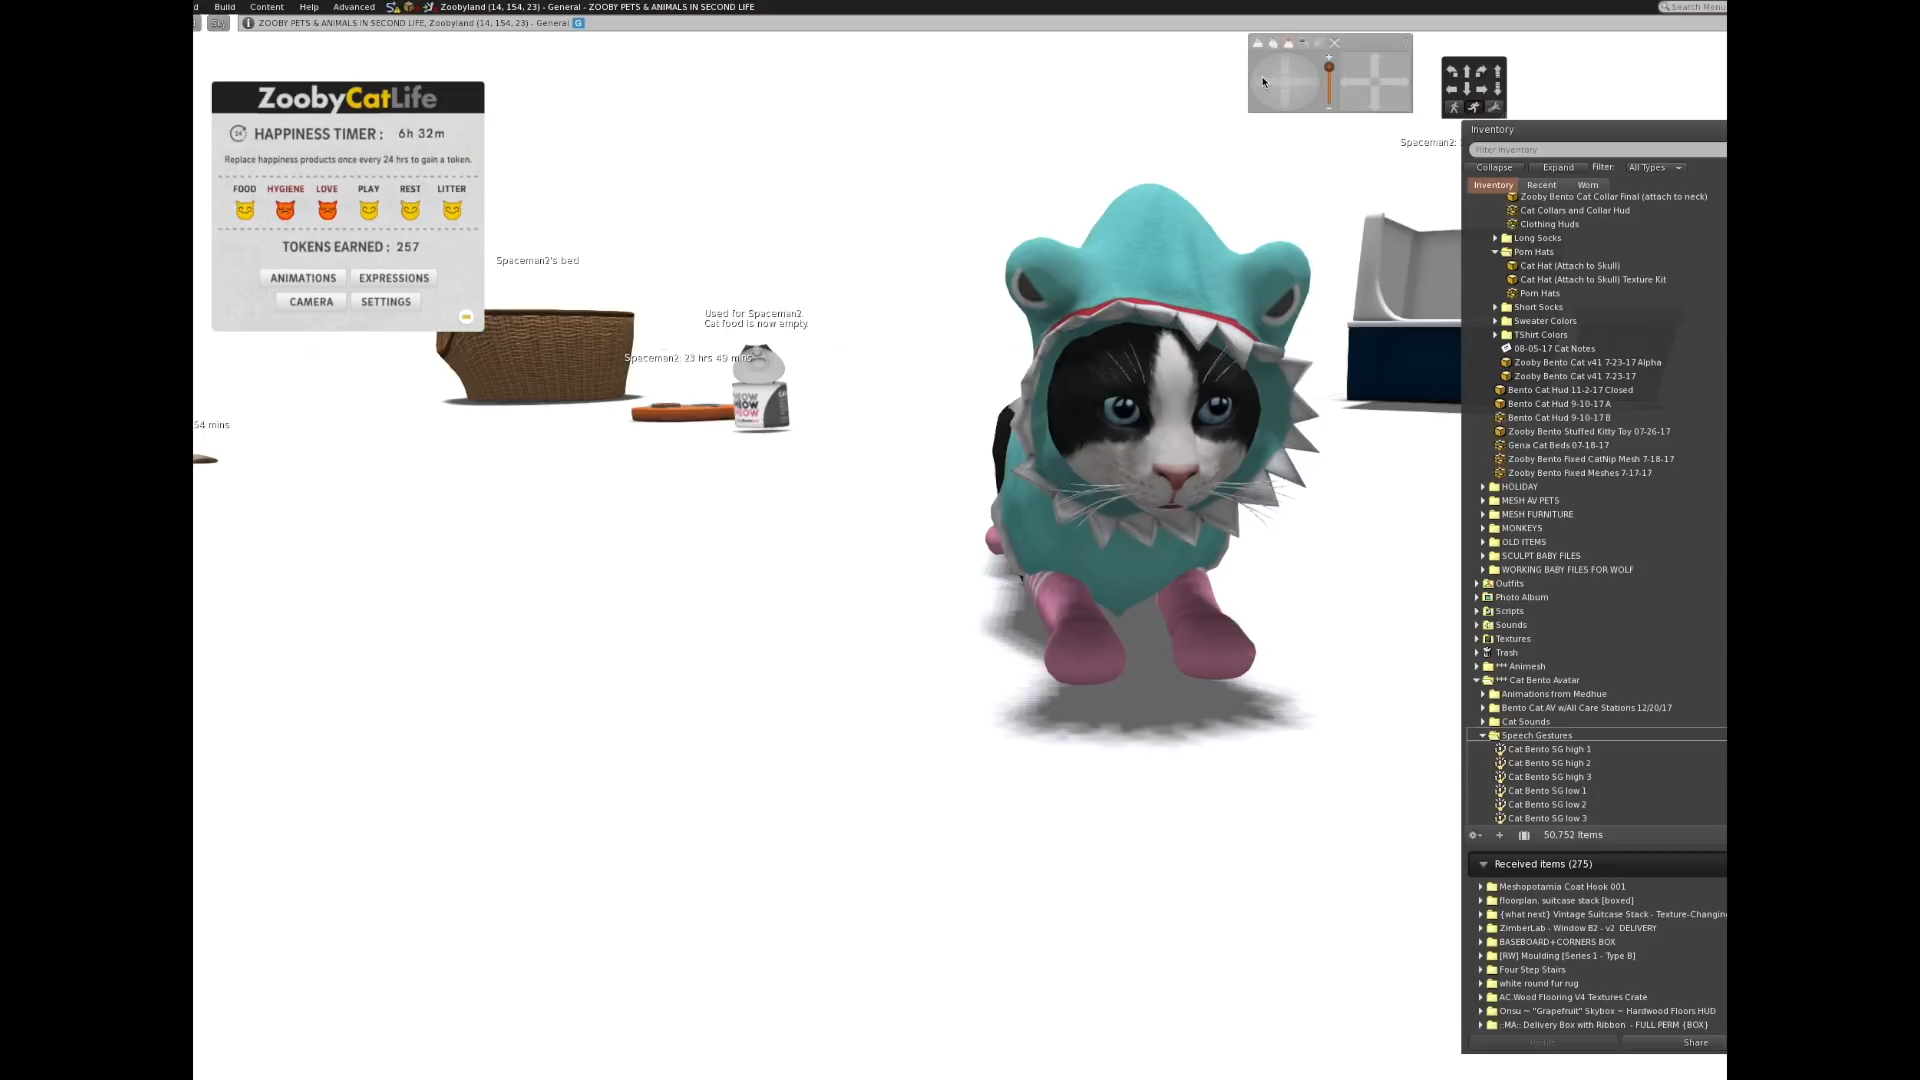 Build Content Help Advanced Zoobyland (14, 154, 23) - General - ZOOBY PETS & ANIMALS IN SECOND LIFE
Search Menu
Sky ZOOBY PETS & ANIMALS IN SECOND LIFE, Zoobyland (14, 154, 23) - General G
ZoobyCatLife
24 HAPPINESS TIMER : 6h 32m
Replace happiness products once every 24 hrs to gain a token.
FOOD HYGIENE LOVE PLAY REST LITTER
TOKENS EARNED : 257
ANIMATIONS EXPRESSIONS
CAMERA SETTINGS
Spaceman2's bed
Used for Spaceman2.
Cat food is now empty.
Spaceman2: 23 hrs 49 mins
54 mins
MEOW
MEOW
MEOW
Spaceman2:
Inventory
Filter Inventory
Collapse Expand Filter: All Types
Inventory Recent Worn
Zooby Bento Cat Collar Final (attach to neck)
Cat Collars and Collar Hud
Clothing Huds
Long Socks
Pom Hats
Cat Hat (Attach to Skull)
Cat Hat (Attach to Skull) Texture Kit
Pom Hats
Short Socks
Sweater Colors
TShirt Colors
08-05-17 Cat Notes
Zooby Bento Cat v41 7-23-17 Alpha
Zooby Bento Cat v41 7-23-17
Bento Cat Hud 11-2-17 Closed
Bento Cat Hud 9-10-17 A
Bento Cat Hud 9-10-17 B
Zooby Bento Stuffed Kitty Toy 07-26-17
Gena Cat Beds 07-18-17
Zooby Bento Fixed CatNip Mesh 7-18-17
Zooby Bento Fixed Meshes 7-17-17
HOLIDAY
MESH AV PETS
MESH FURNITURE
MONKEYS
OLD ITEMS
SCULPT BABY FILES
WORKING BABY FILES FOR WOLF
Outfits
Photo Album
Scripts
Sounds
Textures
Trash
*** Animesh
*** Cat Bento Avatar
Animations from Medhue
Bento Cat AV w/All Care Stations 12/20/17
Cat Sounds
Speech Gestures
Cat Bento SG high 1
Cat Bento SG high 2
Cat Bento SG high 3
Cat Bento SG low 1
Cat Bento SG low 2
Cat Bento SG low 3
50,752 Items
Received items (275)
Meshopotamia Coat Hook 001
floorplan. suitcase stack [boxed]
{what next} Vintage Suitcase Stack - Texture-Changin
ZimberLab - Window B2 - v2 DELIVERY
BASEBOARD+CORNERS BOX
[RW] Moulding [Series 1 - Type B]
Four Step Stairs
white round fur rug
AC.Wood Flooring V4 Textures Crate
Onsu ~ "Grapefruit" Skybox ~ Hardwood Floors HUD
::MA:: Delivery Box with Ribbon - FULL PERM {BOX}
Profile Share